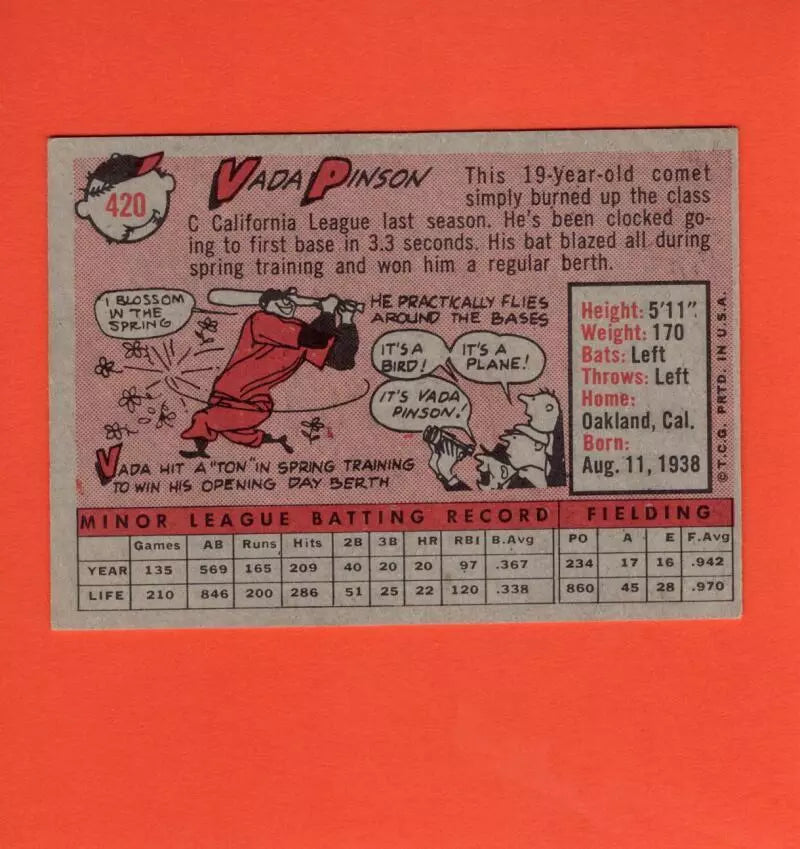 420
VADA PINSON
This 19-year-old comet
simply burned up the class
C California League last season. He's been clocked go-
ing to first base in 3.3 seconds. His bat blazed all during
spring training and won him a regular berth.
I BLOSSOM
IN THE
SPRING
HE PRACTICALLY FLIES
AROUND THE BASES
IT'S A
BIRD!
IT'S A
PLANE!
IT'S VADA
PINSON!
VADA HIT A "TON" IN SPRING TRAINING
TO WIN HIS OPENING DAY BERTH
Height: 5'11"
Weight: 170
Bats: Left
Throws: Left
Home:
Oakland, Cal.
Born:
Aug. 11, 1938
©T.C.G. PRTD. IN U.S.A.
MINOR LEAGUE BATTING RECORD FIELDING
Games AB Runs Hits 2B 3B HR RBI B.Avg PO A E F.Avg
YEAR 135 569 165 209 40 20 20 97 .367 234 17 16 .942
LIFE 210 846 200 286 51 25 22 120 .338 860 45 28 .970